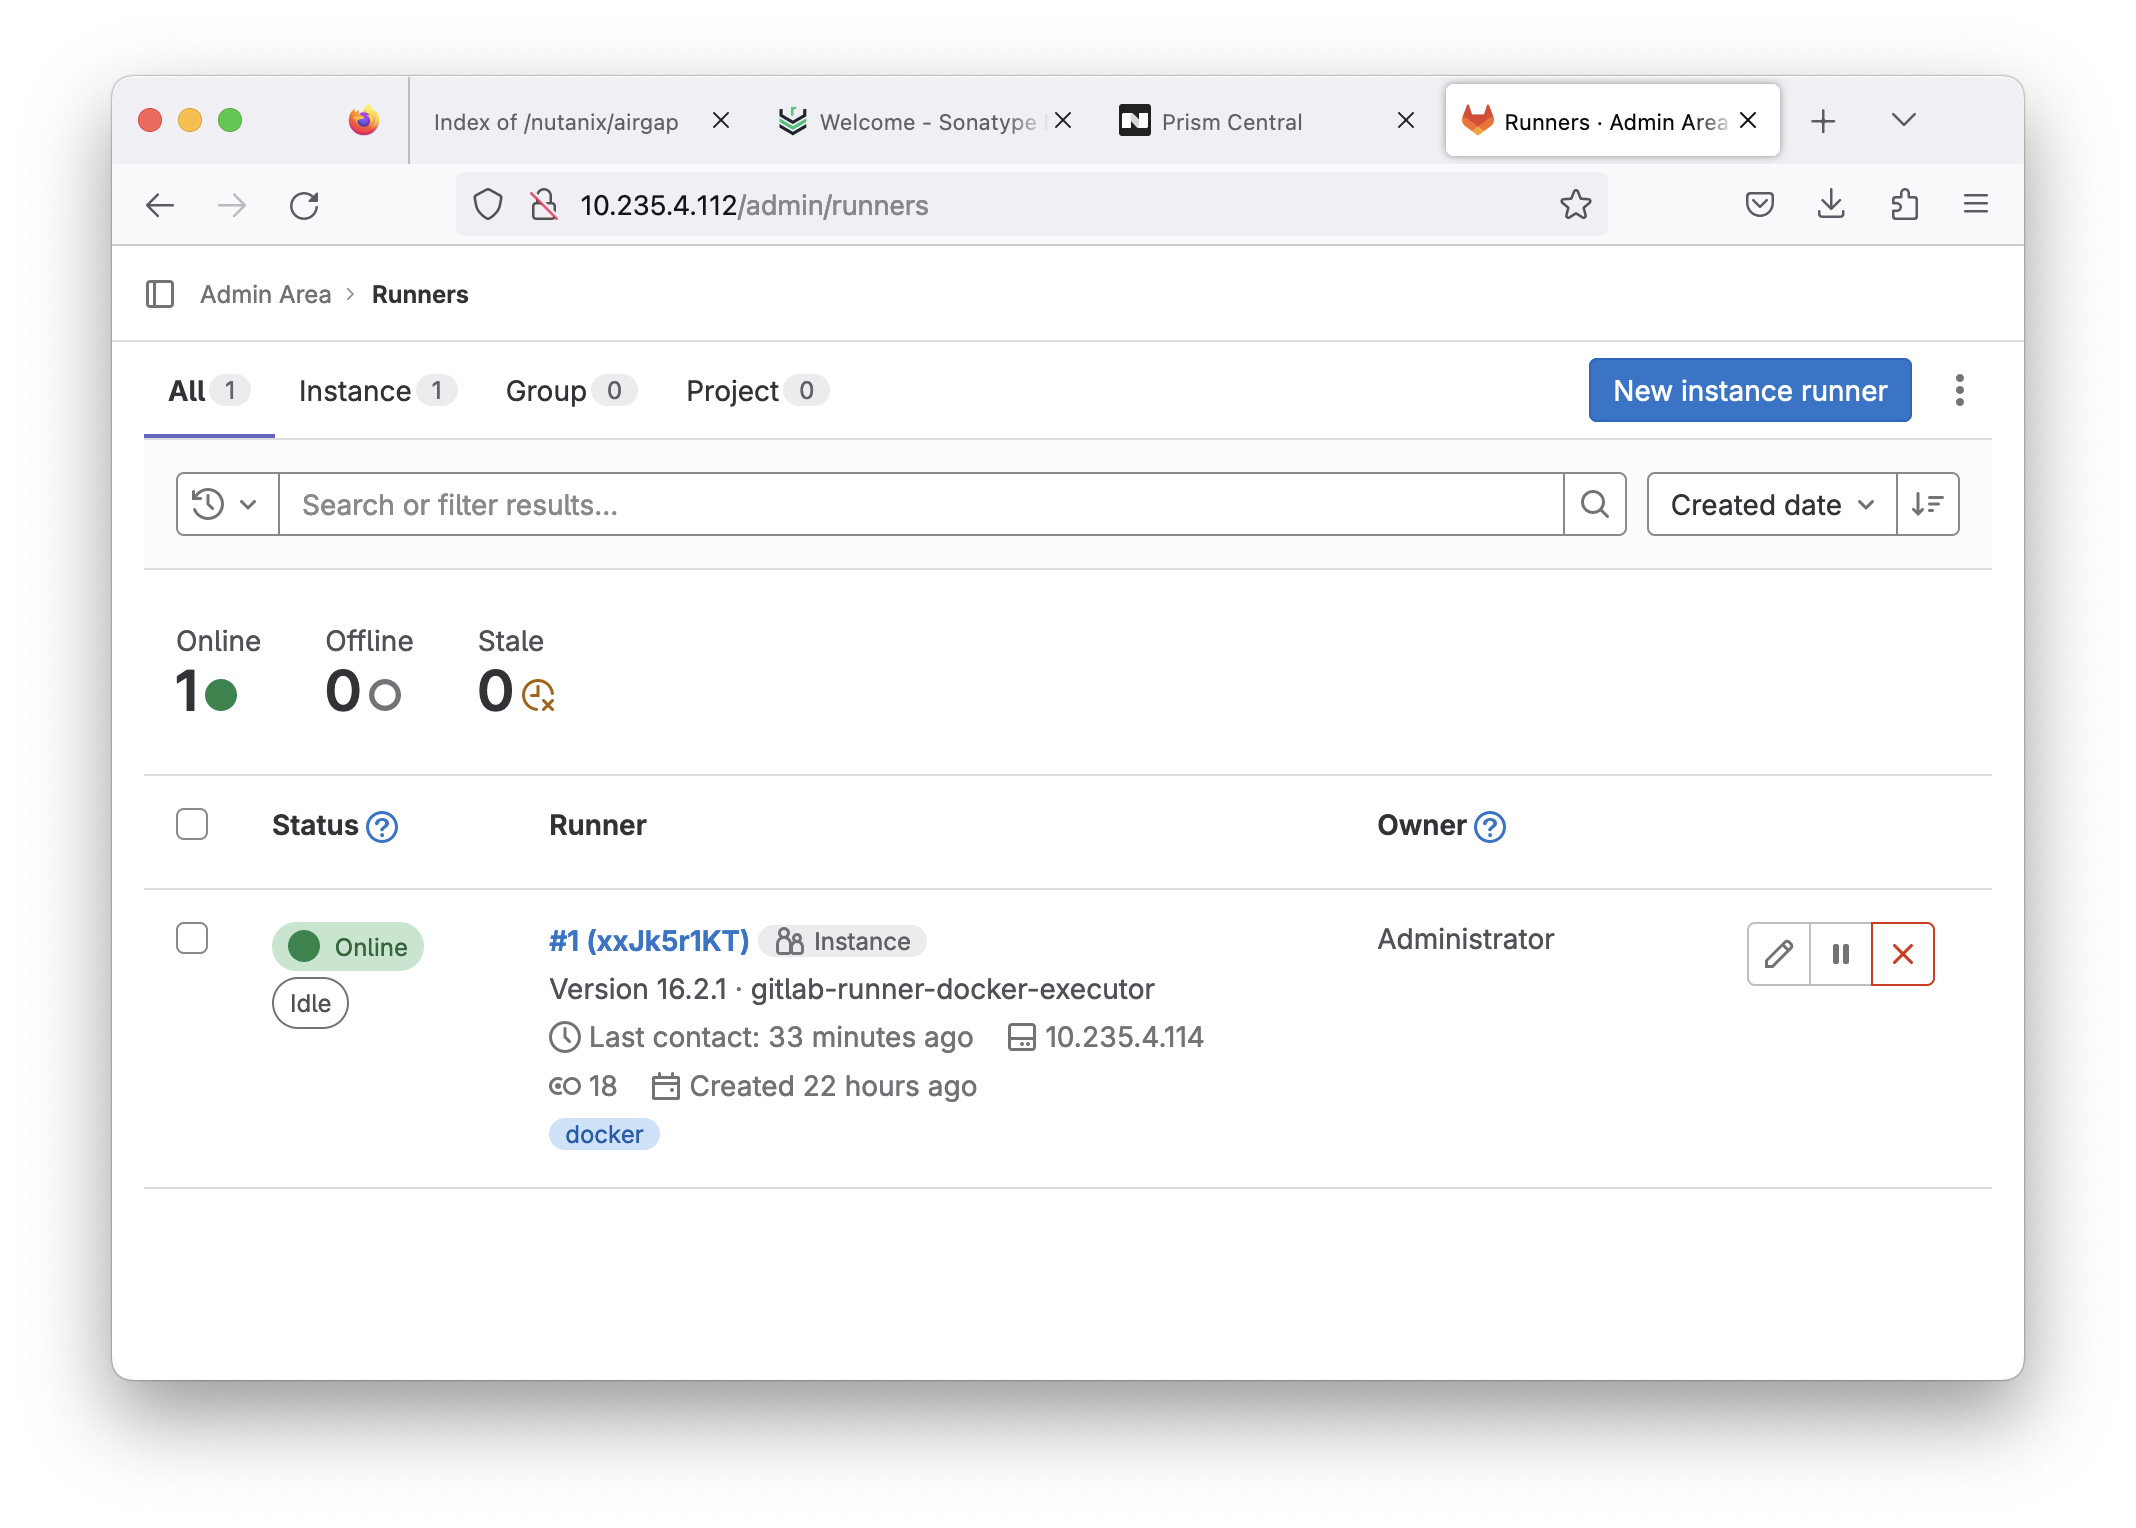 Index of /nutanix/airgap
Welcome - Sonatype
Prism Central
Runners · Admin Area
10.235.4.112/admin/runners
Admin Area > Runners
All 1 Instance 1 Group 0 Project 0 New instance runner
Search or filter results... Created date
Online Offline Stale
1 0 0
Status Runner Owner
Online #1 (xxJk5r1KT) Instance Administrator
Idle Version 16.2.1 · gitlab-runner-docker-executor
Last contact: 33 minutes ago 10.235.4.114
18 Created 22 hours ago
docker